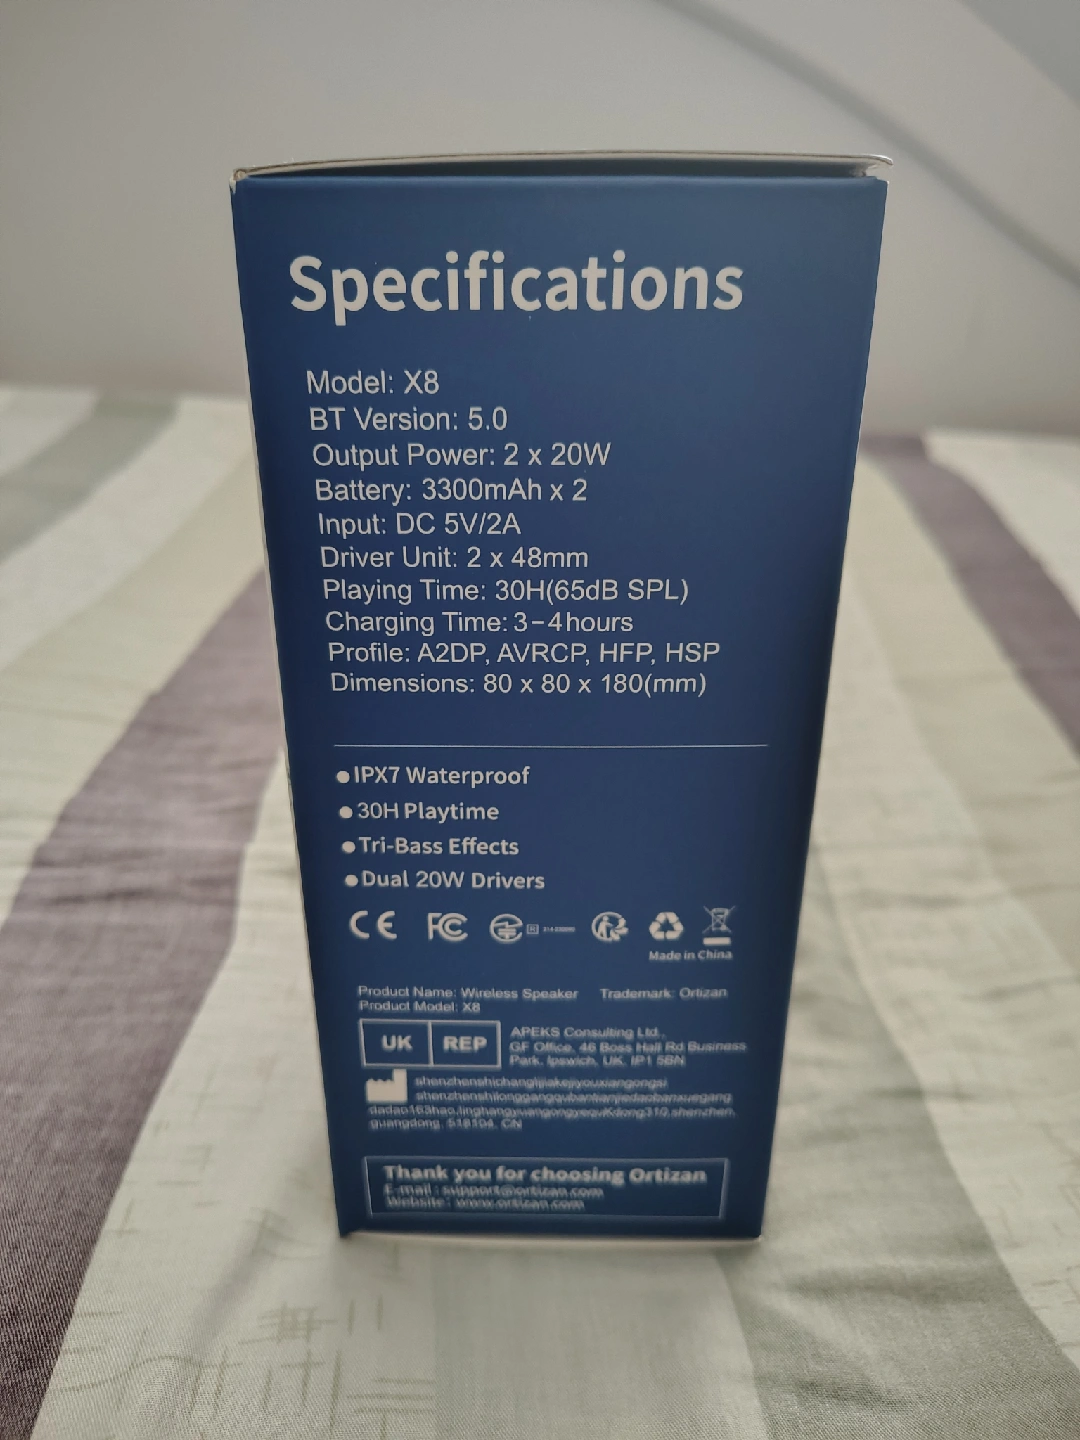 Specifications
Model: X8
BT Version: 5.0
Output Power: 2 x 20W
Battery: 3300mAh x 2
Input: DC 5V/2A
Driver Unit: 2 x 48mm
Playing Time: 30H(65dB SPL)
Charging Time: 3-4hours
Profile: A2DP, AVRCP, HFP, HSP
Dimensions: 80 x 80 x 180(mm)
●IPX7 Waterproof
●30H Playtime
●Tri-Bass Effects
●Dual 20W Drivers
CE FC R
Made in China
Product Name: Wireless Speaker Trademark: Ortizan
Product Model: X8
UK REP
APEKS Consulting Ltd.,
GF Office, 46 Boss Hall Rd Business
Park, Ipswich, UK, IP1 5BN
shenzhenshichanglijiakejiyouxiangongsi
guangdong, 518104, CN
Thank you for choosing Ortizan
E-mail : support@ortizan.com
Website : www.ortizan.com